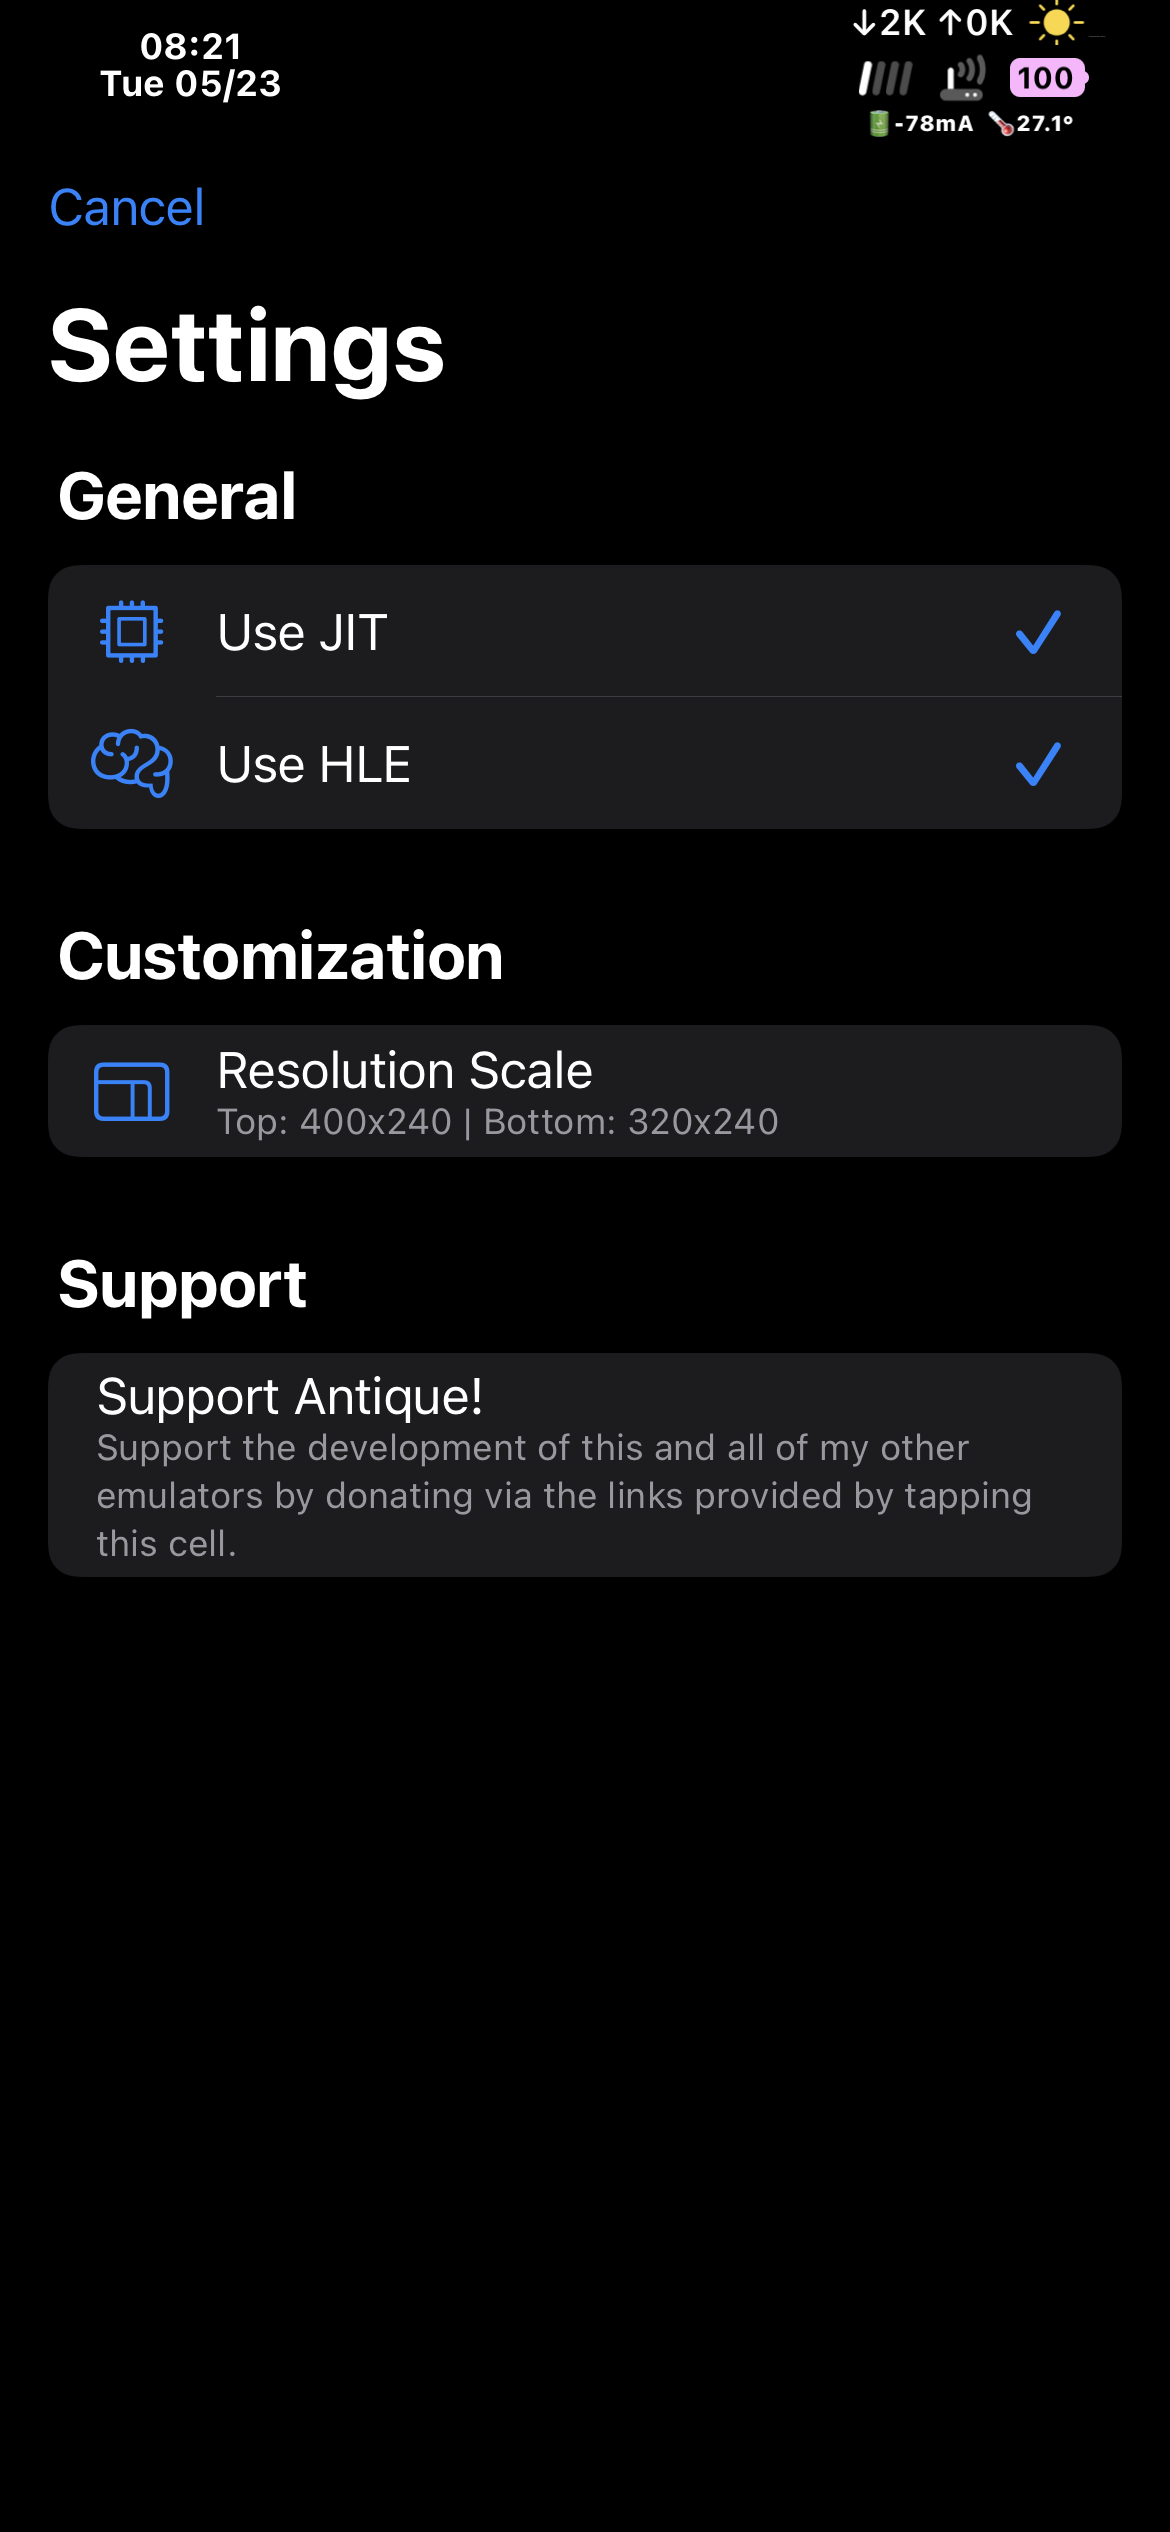 08:21
Tue 05/23
↓2K ↑0K
100
-78mA 27.1°
Cancel
Settings
General
Use JIT
Use HLE
Customization
Resolution Scale
Top: 400x240 | Bottom: 320x240
Support
Support Antique!
Support the development of this and all of my other
emulators by donating via the links provided by tapping
this cell.